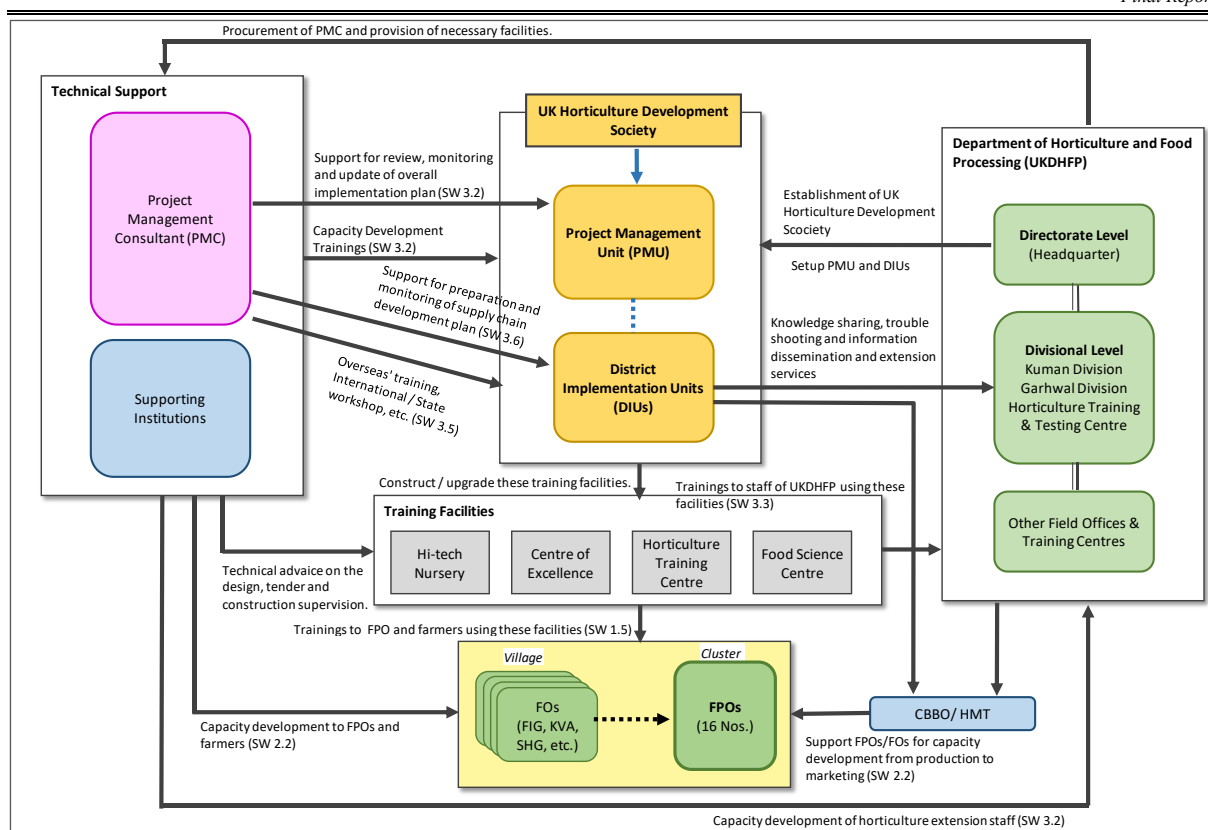 Final Repor
Procurement of PMC and provision of necessary facilities.
Technical Support
Project
Management
Consultant (PMC)
Supporting
Institutions
Support for review, monitoring
and update of overall
implementation plan (SW 3.2)
Capacity Development
Trainings (SW 3.2)
Support for preparation and
monitoring of supply chain
development plan (SW 3.6)
Overseas' training,
International / State
workshop, etc. (SW 3.5)
UK Horticulture Development
Society
Project Management
Unit (PMU)
District
Implementation Units
(DIUs)
Establishment of UK
Horticulture Development
Scociety
Setup PMU and DIUs
Knowledge sharing, trouble
shooting and information
dissemination and extension
services
Department of Horticulture and Food
Processing (UKDHFP)
Directorate Level
(Headquarter)
Divisional Level
Kuman Division
Garhwal Division
Horticulture Training
& Testing Centre
Other Field Offices &
Training Centres
Construct / upgrade these training facilities.
Trainings to staff of UKDHFP using these
facilities (SW 3.3)
Training Facilities
Hi-tech
Nursery
Centre of
Excellence
Horticulture
Training
Centre
Food Science
Centre
Technical advaice on the
design, tender and
construction supervision.
Trainings to FPO and farmers using these facilities (SW 1.5)
Village
FOs
(FIG, KVA,
SHG, etc.)
Cluster
FPOs
(16 Nos.)
CBBO/ HMT
Capacity development to FPOs and
farmers (SW 2.2)
Support FPOs/FOs for capacity
development from production to
marketing (SW 2.2)
Capacity development of horticulture extension staff (SW 3.2)